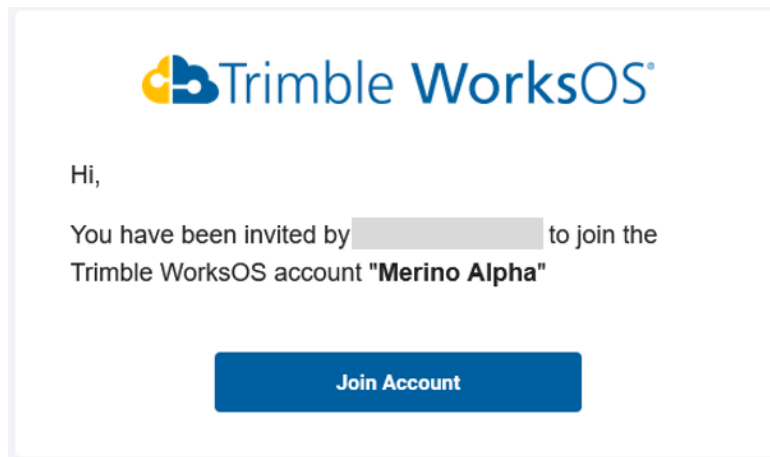 Trimble WorksOS®
Hi,
You have been invited by to join the
Trimble WorksOS account "Merino Alpha"
Join Account